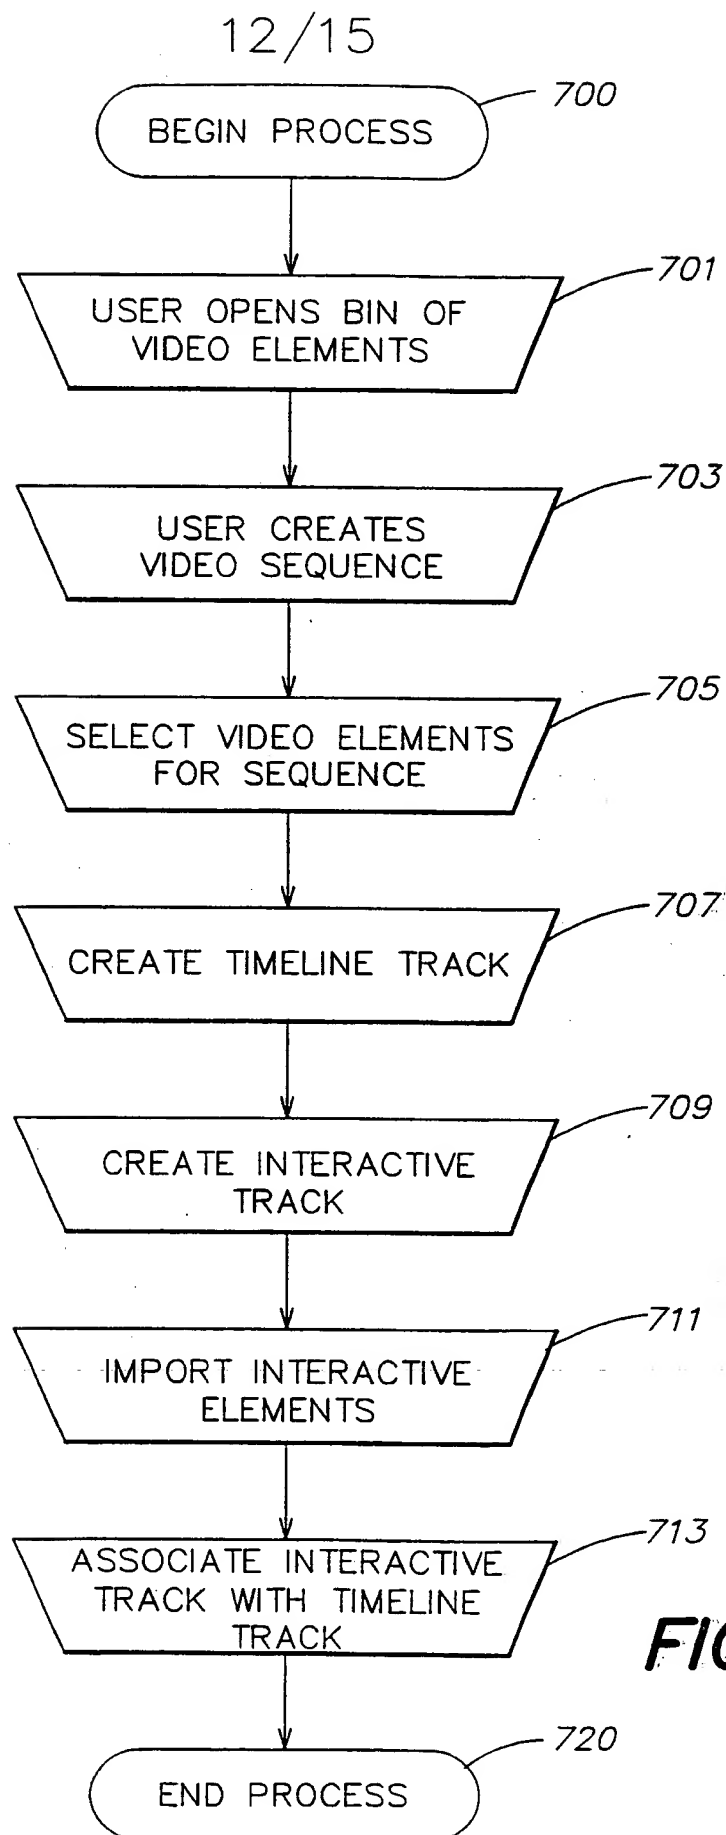 12/15
BEGIN PROCESS
700
USER OPENS BIN OF
VIDEO ELEMENTS
701
USER CREATES
VIDEO SEQUENCE
703
SELECT VIDEO ELEMENTS
FOR SEQUENCE
705
CREATE TIMELINE TRACK
707
CREATE INTERACTIVE
TRACK
709
IMPORT INTERACTIVE
ELEMENTS
711
ASSOCIATE INTERACTIVE
TRACK WITH TIMELINE
TRACK
713
END PROCESS
720